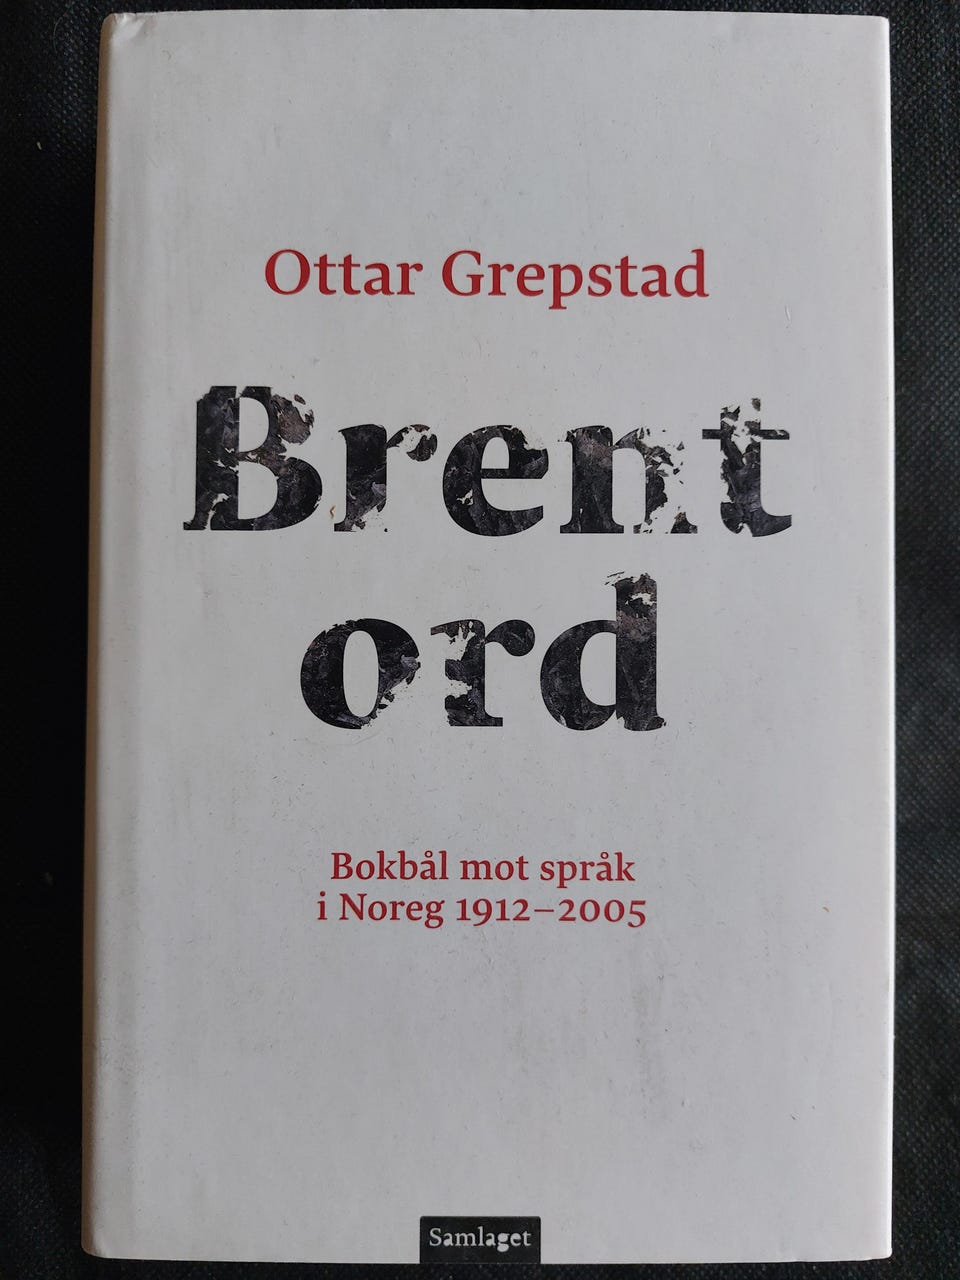 Ottar Grepstad
Brent
ord
Bokbål mot språk
i Noreg 1912–2005
Samlaget